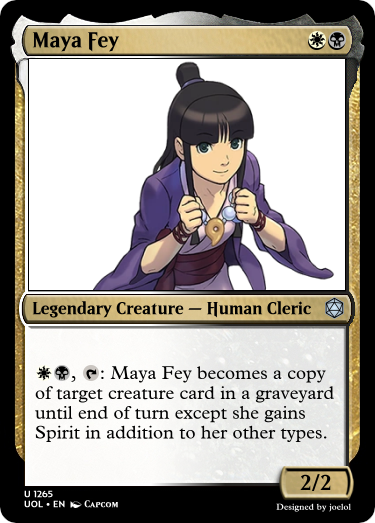 Maya Fey
Legendary Creature — Human Cleric
, : Maya Fey becomes a copy
of target creature card in a graveyard
until end of turn except she gains
Spirit in addition to her other types.
2/2
U 1265
UOL • EN Capcom
Designed by joelol